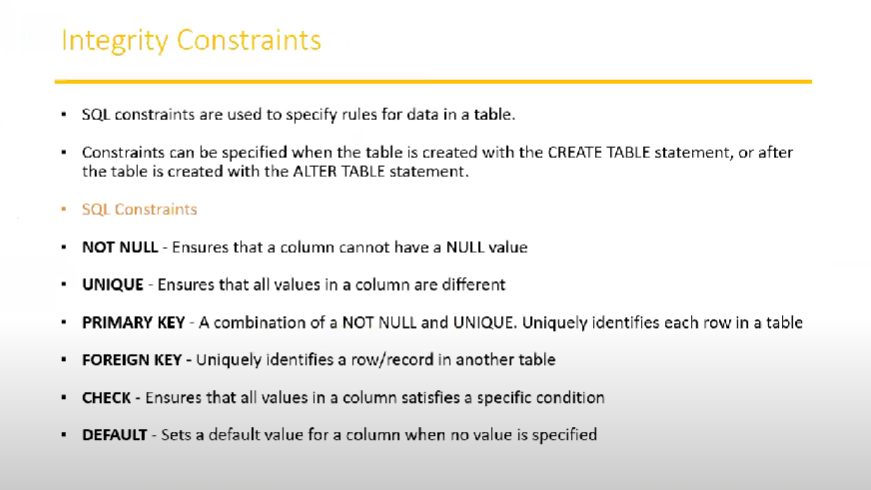 Integrity Constraints
▪ SQL constraints are used to specify rules for data in a table.
▪ Constraints can be specified when the table is created with the CREATE TABLE statement, or after
the table is created with the ALTER TABLE statement.
▪ SQL Constraints
▪ NOT NULL - Ensures that a column cannot have a NULL value
▪ UNIQUE - Ensures that all values in a column are different
▪ PRIMARY KEY - A combination of a NOT NULL and UNIQUE. Uniquely identifies each row in a table
▪ FOREIGN KEY - Uniquely identifies a row/record in another table
▪ CHECK - Ensures that all values in a column satisfies a specific condition
▪ DEFAULT - Sets a default value for a column when no value is specified